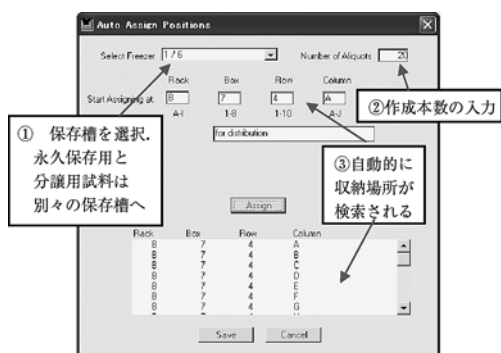 Auto Assign Positions
Select Freezer 1 / 6
Number of Aliquots 20
Rack Box Row Column
Start Assigning at: B 7 4 A
A-I 1-8 1-10 A-J
for distribution
① 保存槽を選択.
永久保存用と
分譲用試料は
別々の保存槽へ
②作成本数の入力
③自動的に
収納場所が
検索される
Assign
Rack Box Row Column
B 7 4 A
B 7 4 B
B 7 4 C
B 7 4 D
B 7 4 E
B 7 4 F
B 7 4 G
Save Cancel